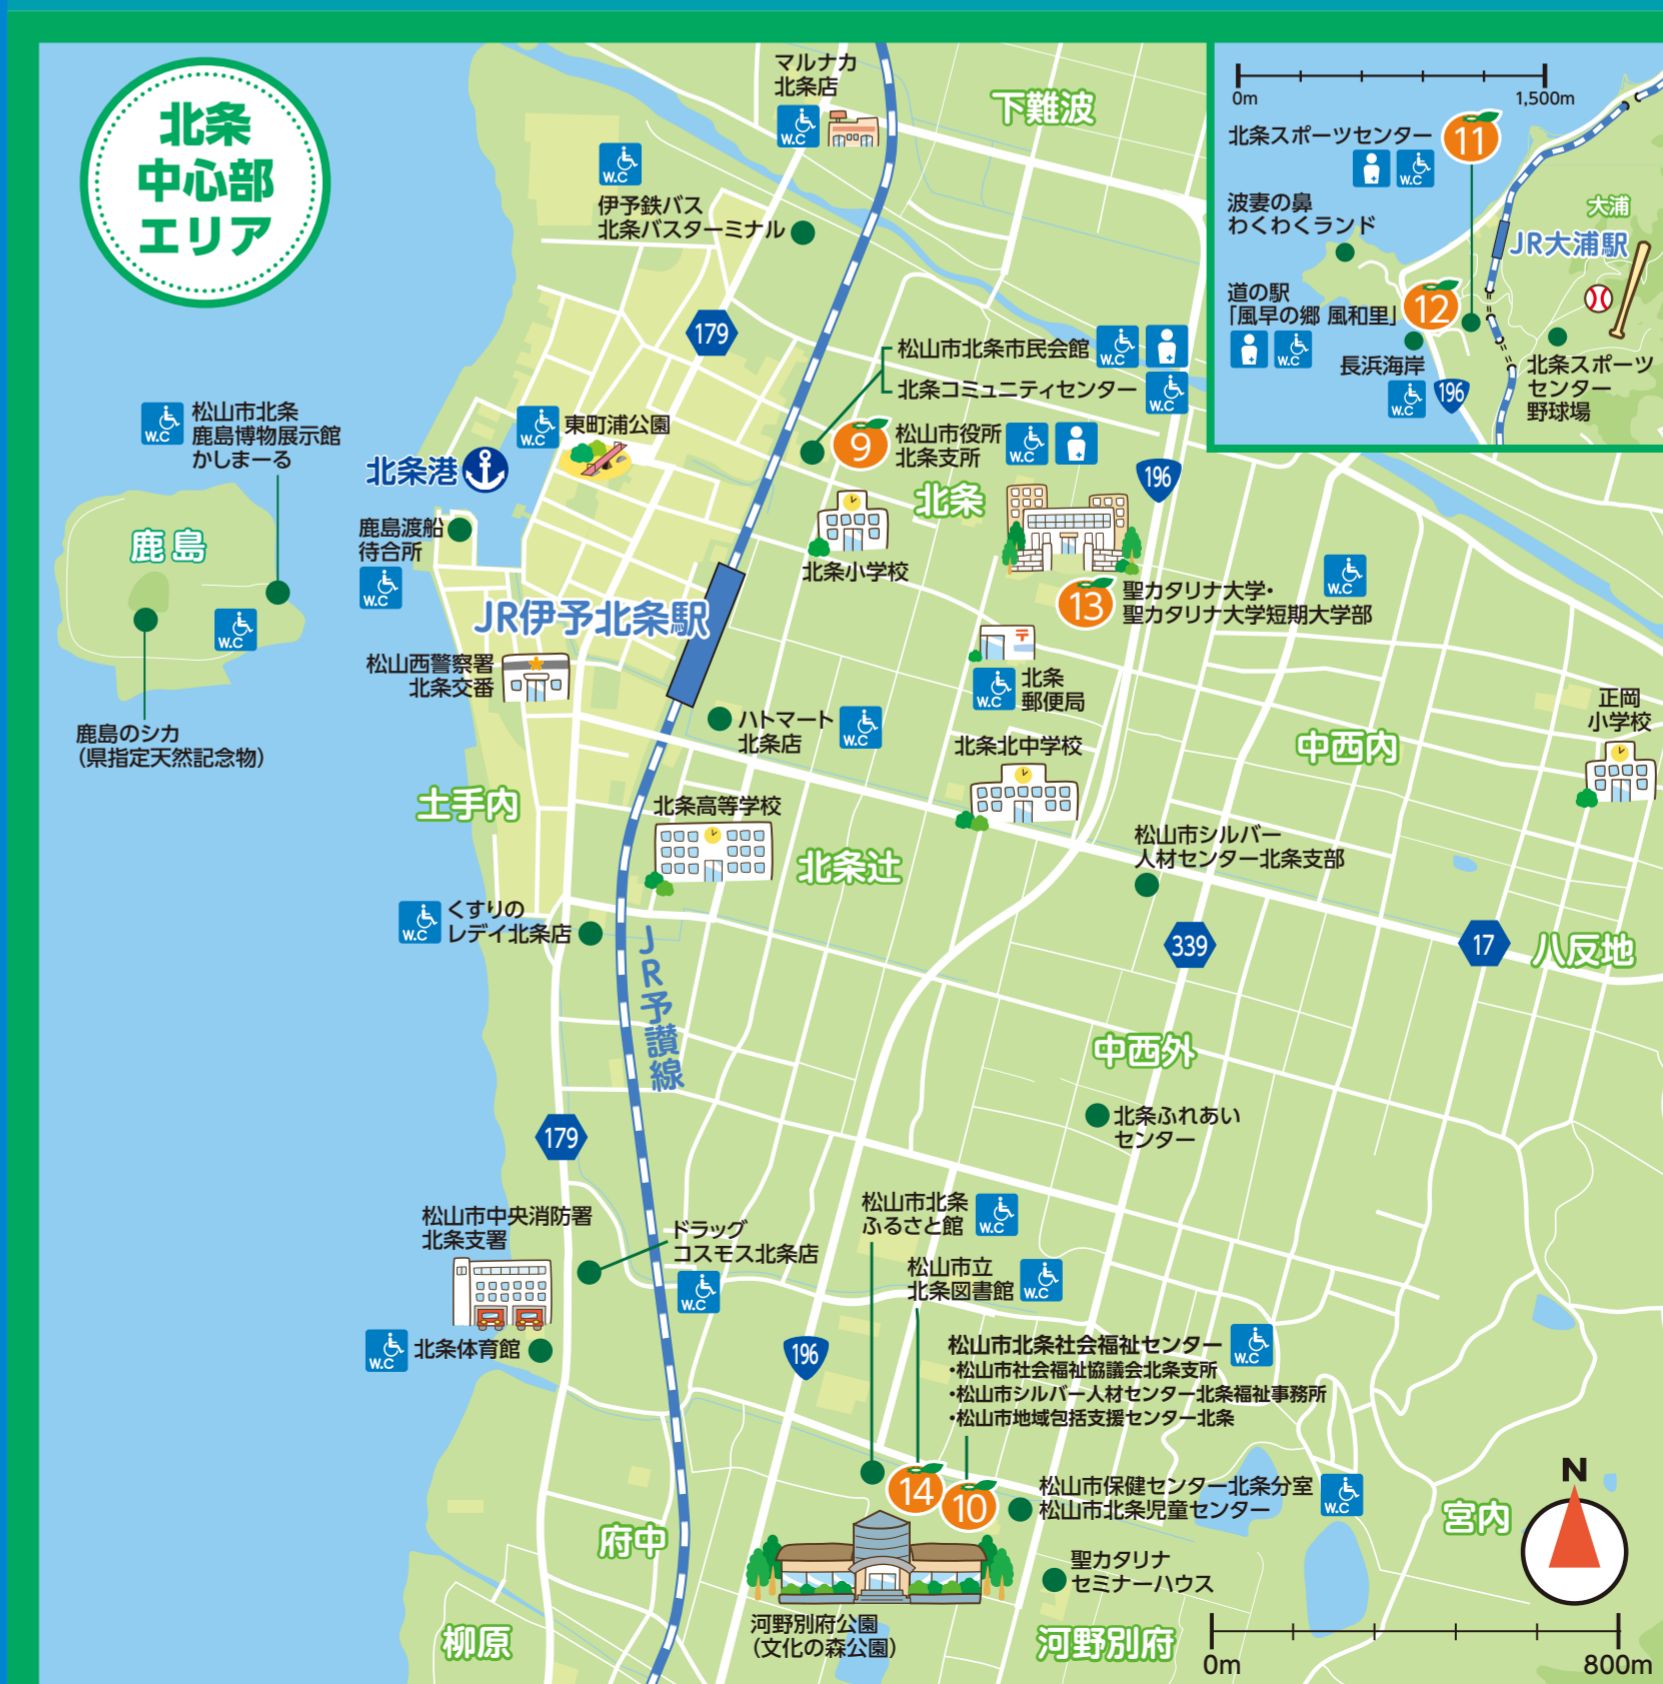 北条
中心部
エリア
マルナカ
北条店
W.C
下難波
W.C
伊予鉄バス
北条バスターミナル
179
0m
1,500m
北条スポーツセンター
11
W.C
波妻の鼻
わくわくランド
大浦
JR大浦駅
道の駅
「風早の郷 風和里」
12
W.C
長浜海岸
W.C
196
北条スポーツ
センター
野球場
松山市北条市民会館
W.C
北条コミュニティセンター
W.C
9
松山市役所
北条支所
W.C
北条
196
W.C
松山市北条
鹿島博物展示館
かしまーる
W.C
東町浦公園
北条港
鹿島渡船
待合所
W.C
鹿島
W.C
鹿島のシカ
（県指定天然記念物）
北条小学校
13
聖カタリナ大学・
聖カタリナ大学短期大学部
W.C
JR伊予北条駅
松山西警察署
北条交番
〒
W.C
北条
郵便局
ハトマート
北条店
W.C
北条北中学校
中西内
正岡
小学校
土手内
北条高等学校
北条辻
松山市シルバー
人材センター北条支部
W.C
くすりの
レデイ北条店
JR予讃線
339
17
八反地
中西外
北条ふれあい
センター
179
松山市中央消防署
北条支署
ドラッグ
コスモス北条店
W.C
W.C
北条体育館
松山市北条
ふるさと館
W.C
松山市立
北条図書館
W.C
196
松山市北条社会福祉センター
W.C
・松山市社会福祉協議会北条支所
・松山市シルバー人材センター北条福祉事務所
・松山市地域包括支援センター北条
14
10
松山市保健センター北条分室
松山市北条児童センター
W.C
聖カタリナ
セミナーハウス
府中
宮内
N
柳原
河野別府公園
（文化の森公園）
河野別府
0m
800m